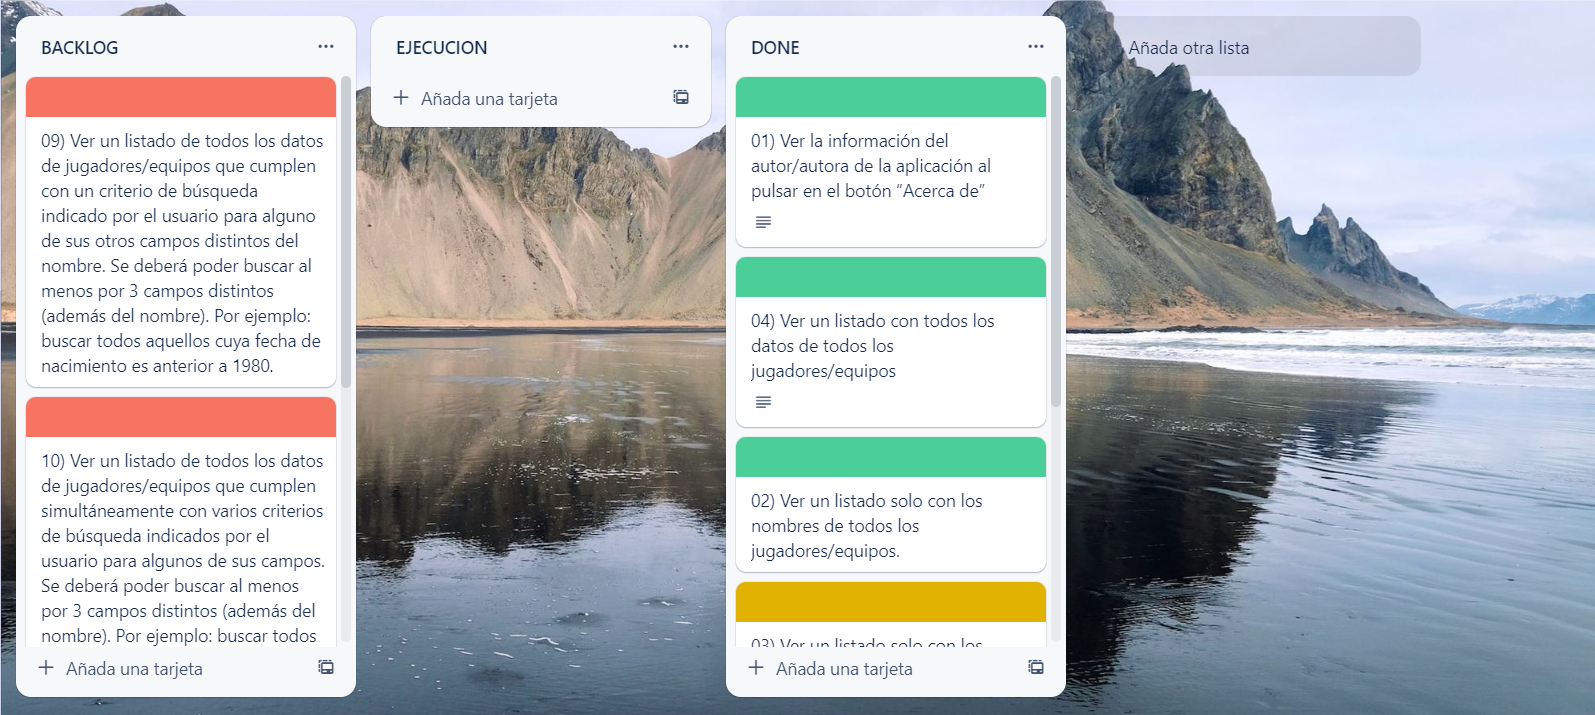 BACKLOG
09) Ver un listado de todos los datos
de jugadores/equipos que cumplen
con un criterio de búsqueda
indicado por el usuario para alguno
de sus otros campos distintos del
nombre. Se deberá poder buscar al
menos por 3 campos distintos
(además del nombre). Por ejemplo:
buscar todos aquellos cuya fecha de
nacimiento es anterior a 1980.
10) Ver un listado de todos los datos
de jugadores/equipos que cumplen
simultáneamente con varios criterios
de búsqueda indicados por el
usuario para algunos de sus campos.
Se deberá poder buscar al menos
por 3 campos distintos (además del
nombre). Por ejemplo: buscar todos
Añada una tarjeta
EJECUCION
Añada una tarjeta
DONE
01) Ver la información del
autor/autora de la aplicación al
pulsar en el botón “Acerca de”
04) Ver un listado con todos los
datos de todos los
jugadores/equipos
02) Ver un listado solo con los
nombres de todos los
jugadores/equipos.
03) Ver un listado solo con los
Añada una tarjeta
Añada otra lista